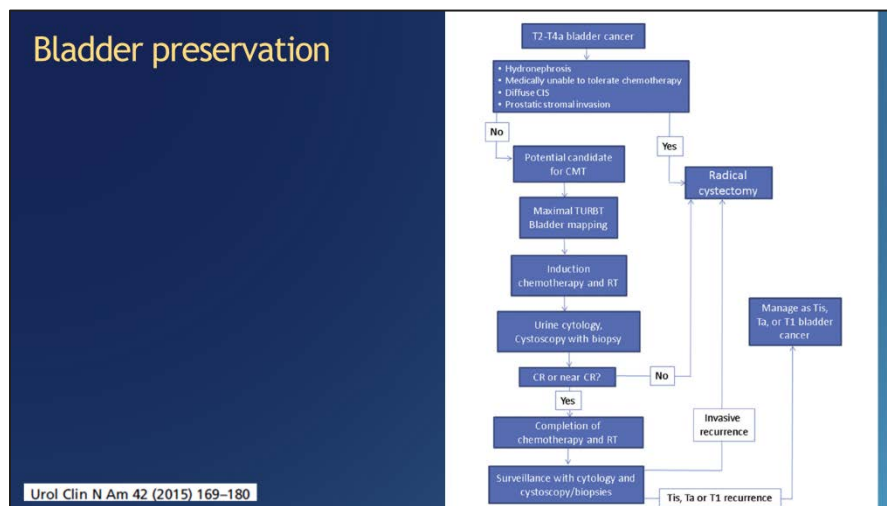 Bladder preservation
T2-T4a bladder cancer
• Hydronephrosis
• Medically unable to tolerate chemotherapy
• Diffuse CIS
• Prostatic stromal invasion
No
Yes
Potential candidate
for CMT
Radical
cystectomy
Maximal TURBT
Bladder mapping
Induction
chemotherapy and RT
Manage as Tis,
Ta, or T1 bladder
cancer
Urine cytology,
Cystoscopy with biopsy
CR or near CR?
No
Yes
Invasive
recurrence
Completion of
chemotherapy and RT
Surveillance with cytology and
cystoscopy/biopsies
Tis, Ta or T1 recurrence
Urol Clin N Am 42 (2015) 169–180